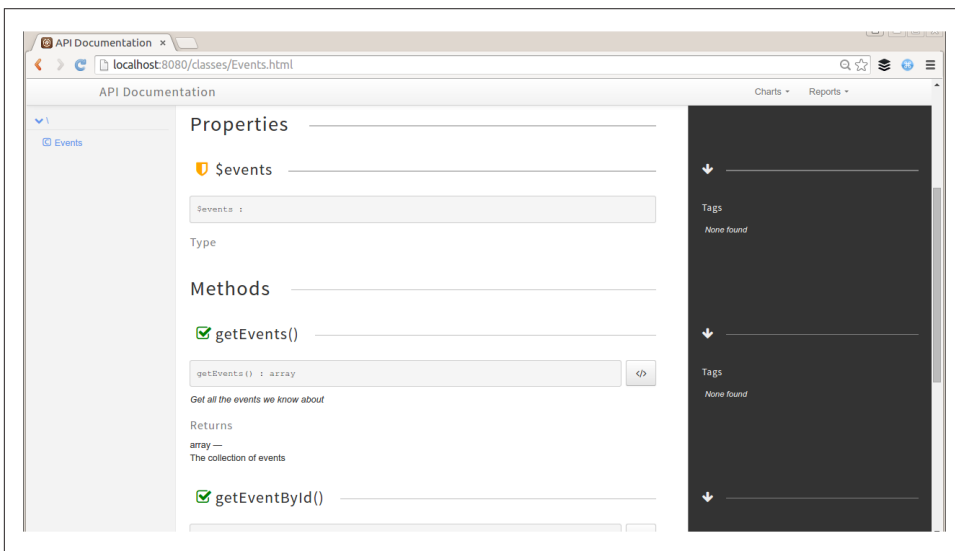 API Documentation ×
localhost:8080/classes/Events.html
API Documentation
Charts
Reports
\
Events
Properties
$events
$events :
Type
Tags
None found
Methods
getEvents()
getEvents() : array
</>
Get all the events we know about
Returns
array —
The collection of events
Tags
None found
getEventById()